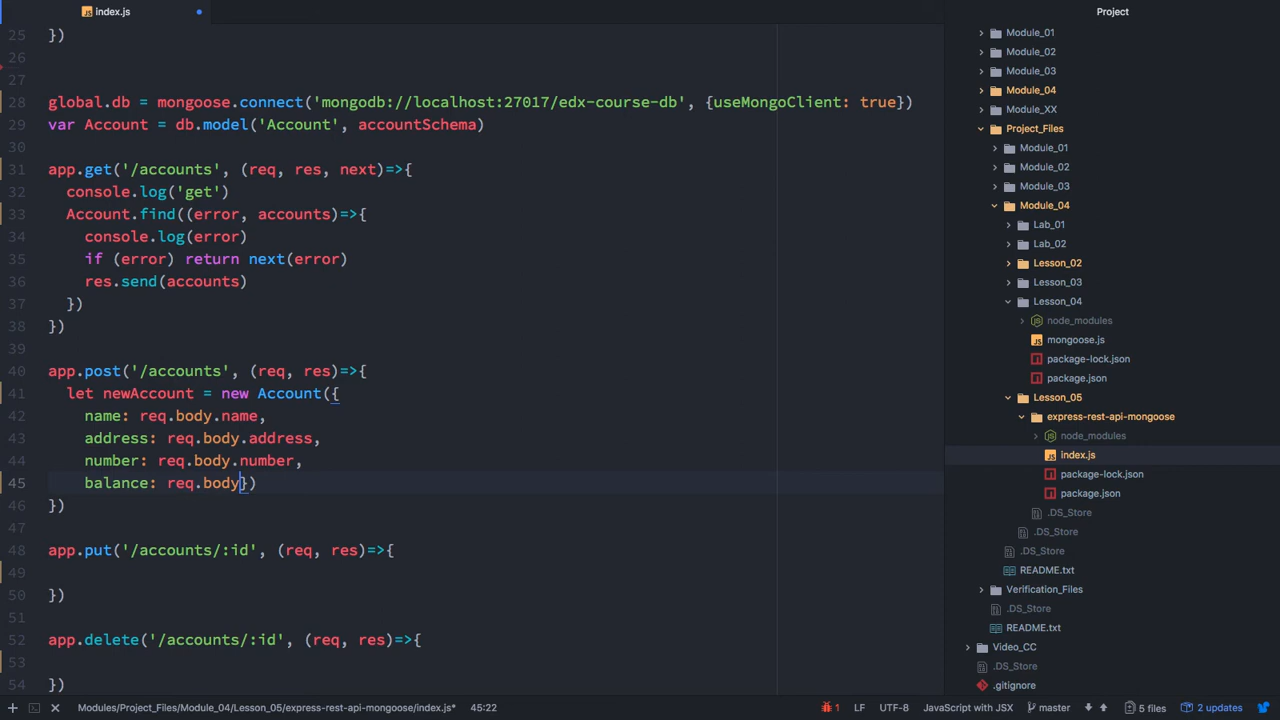 index.js
Project
25 })
26
27
28 global.db = mongoose.connect('mongodb://localhost:27017/edx-course-db', {useMongoClient: true})
29 var Account = db.model('Account', accountSchema)
30
31 app.get('/accounts', (req, res, next)=>{
32   console.log('get')
33   Account.find((error, accounts)=>{
34     console.log(error)
35     if (error) return next(error)
36     res.send(accounts)
37   })
38 })
39
40 app.post('/accounts', (req, res)=>{
41   let newAccount = new Account({
42     name: req.body.name,
43     address: req.body.address,
44     number: req.body.number,
45     balance: req.body})
46 })
47
48 app.put('/accounts/:id', (req, res)=>{
49
50 })
51
52 app.delete('/accounts/:id', (req, res)=>{
53
54 })
Module_01
Module_02
Module_03
Module_04
Module_XX
Project_Files
Module_01
Module_02
Module_03
Module_04
Lab_01
Lab_02
Lesson_02
Lesson_03
Lesson_04
node_modules
mongoose.js
package-lock.json
package.json
Lesson_05
express-rest-api-mongoose
node_modules
index.js
package-lock.json
package.json
.DS_Store
.DS_Store
.DS_Store
README.txt
Verification_Files
.DS_Store
README.txt
Video_CC
.DS_Store
.gitignore
Modules/Project_Files/Module_04/Lesson_05/express-rest-api-mongoose/index.js* 45:22
1 LF UTF-8 JavaScript with JSX master 5 files 2 updates